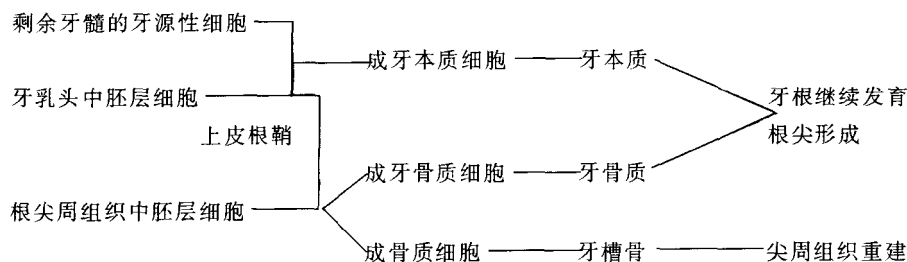 剩余牙髓的牙源性细胞
成牙本质细胞 牙本质
牙乳头中胚层细胞 牙根继续发育
上皮根鞘 根尖形成
成牙骨质细胞 牙骨质
根尖周组织中胚层细胞
成骨质细胞 牙槽骨 尖周组织重建